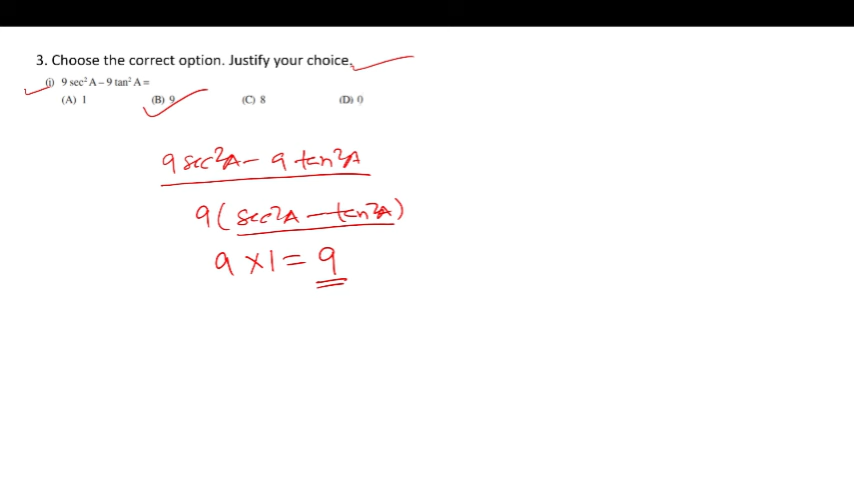 3. Choose the correct option. Justify your choice.
(i) 9 sec² A – 9 tan² A =
(A) 1 (B) 9 (C) 8 (D) 0
9 sec²A – 9 tan²A
9 ( sec²A – tan²A )
9 × 1 = 9